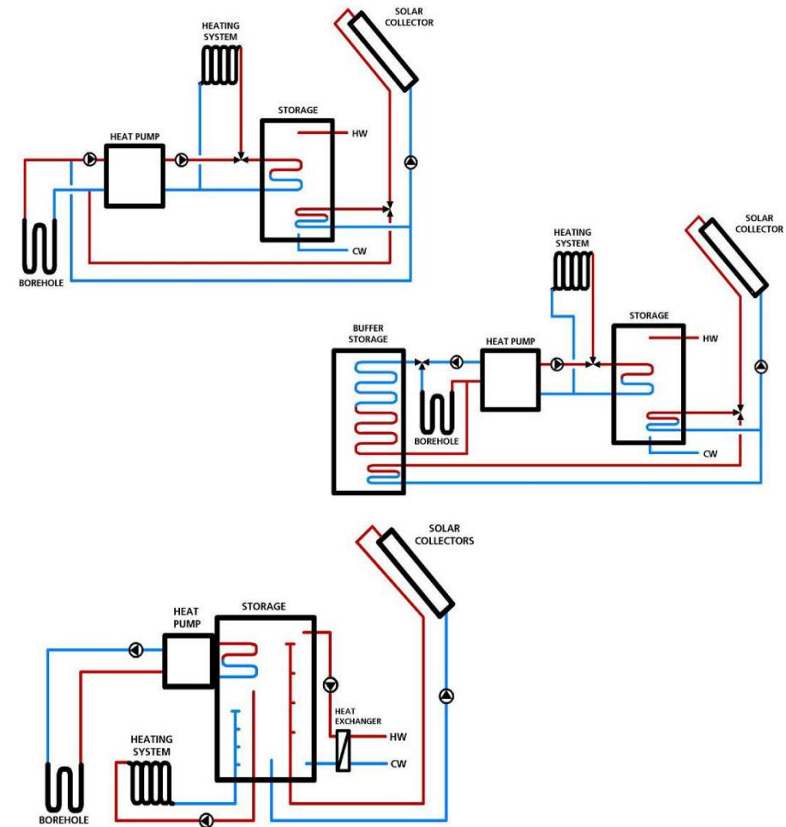 SOLAR
COLLECTOR
HEATING
SYSTEM
STORAGE
HW
HEAT PUMP
CW
BOREHOLE
SOLAR
COLLECTOR
HEATING
SYSTEM
STORAGE
BUFFER
STORAGE
HEAT PUMP
HW
BOREHOLE
CW
SOLAR
COLLECTORS
HEAT
PUMP
STORAGE
HEAT
EXCHANGER
HW
HEATING
SYSTEM
CW
BOREHOLE